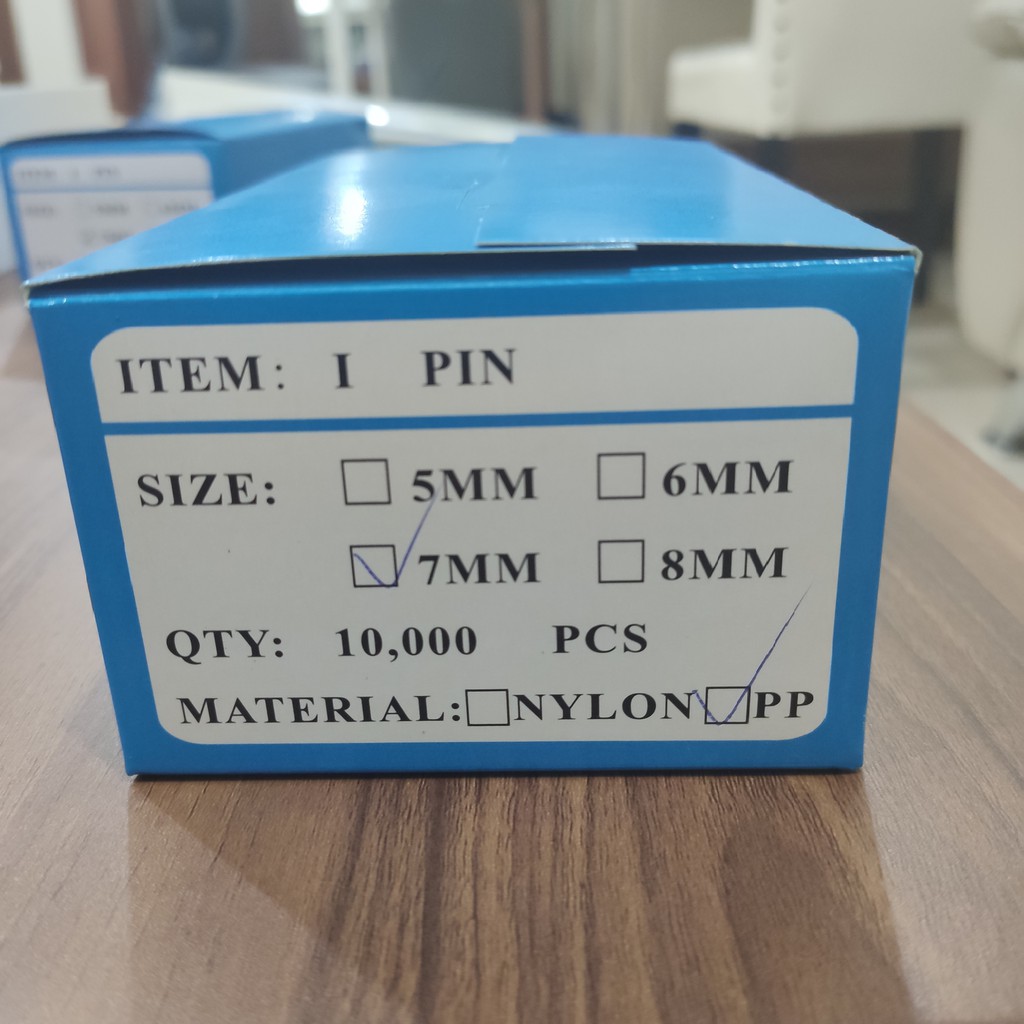 ITEM: I PIN
SIZE: ☐ 5MM ☐ 6MM
☑ 7MM ☐ 8MM
QTY: 10,000 PCS
MATERIAL: ☐NYLON ☑PP